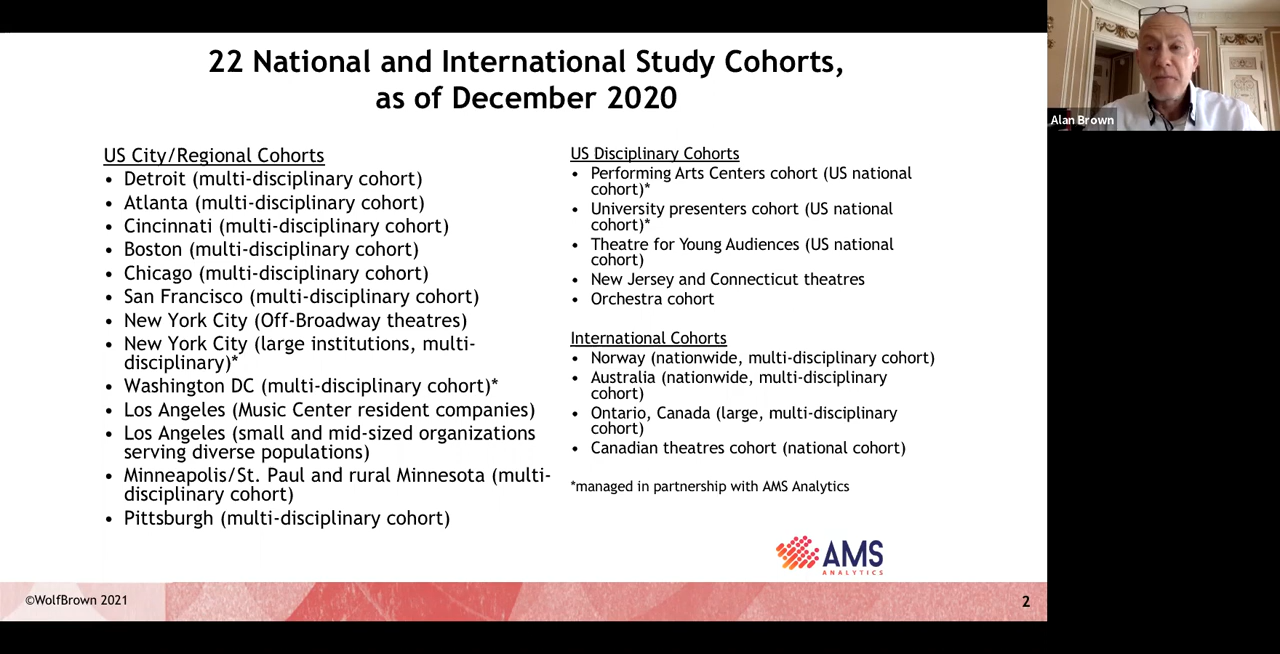 22 National and International Study Cohorts,
as of December 2020
US City/Regional Cohorts
• Detroit (multi-disciplinary cohort)
• Atlanta (multi-disciplinary cohort)
• Cincinnati (multi-disciplinary cohort)
• Boston (multi-disciplinary cohort)
• Chicago (multi-disciplinary cohort)
• San Francisco (multi-disciplinary cohort)
• New York City (Off-Broadway theatres)
• New York City (large institutions, multi-
disciplinary)*
• Washington DC (multi-disciplinary cohort)*
• Los Angeles (Music Center resident companies)
• Los Angeles (small and mid-sized organizations
serving diverse populations)
• Minneapolis/St. Paul and rural Minnesota (multi-
disciplinary cohort)
• Pittsburgh (multi-disciplinary cohort)
US Disciplinary Cohorts
• Performing Arts Centers cohort (US national
cohort)*
• University presenters cohort (US national
cohort)*
• Theatre for Young Audiences (US national
cohort)
• New Jersey and Connecticut theatres
• Orchestra cohort
International Cohorts
• Norway (nationwide, multi-disciplinary cohort)
• Australia (nationwide, multi-disciplinary
cohort)
• Ontario, Canada (large, multi-disciplinary
cohort)
• Canadian theatres cohort (national cohort)
*managed in partnership with AMS Analytics
AMS
ANALYTICS
©WolfBrown 2021
2
Alan Brown